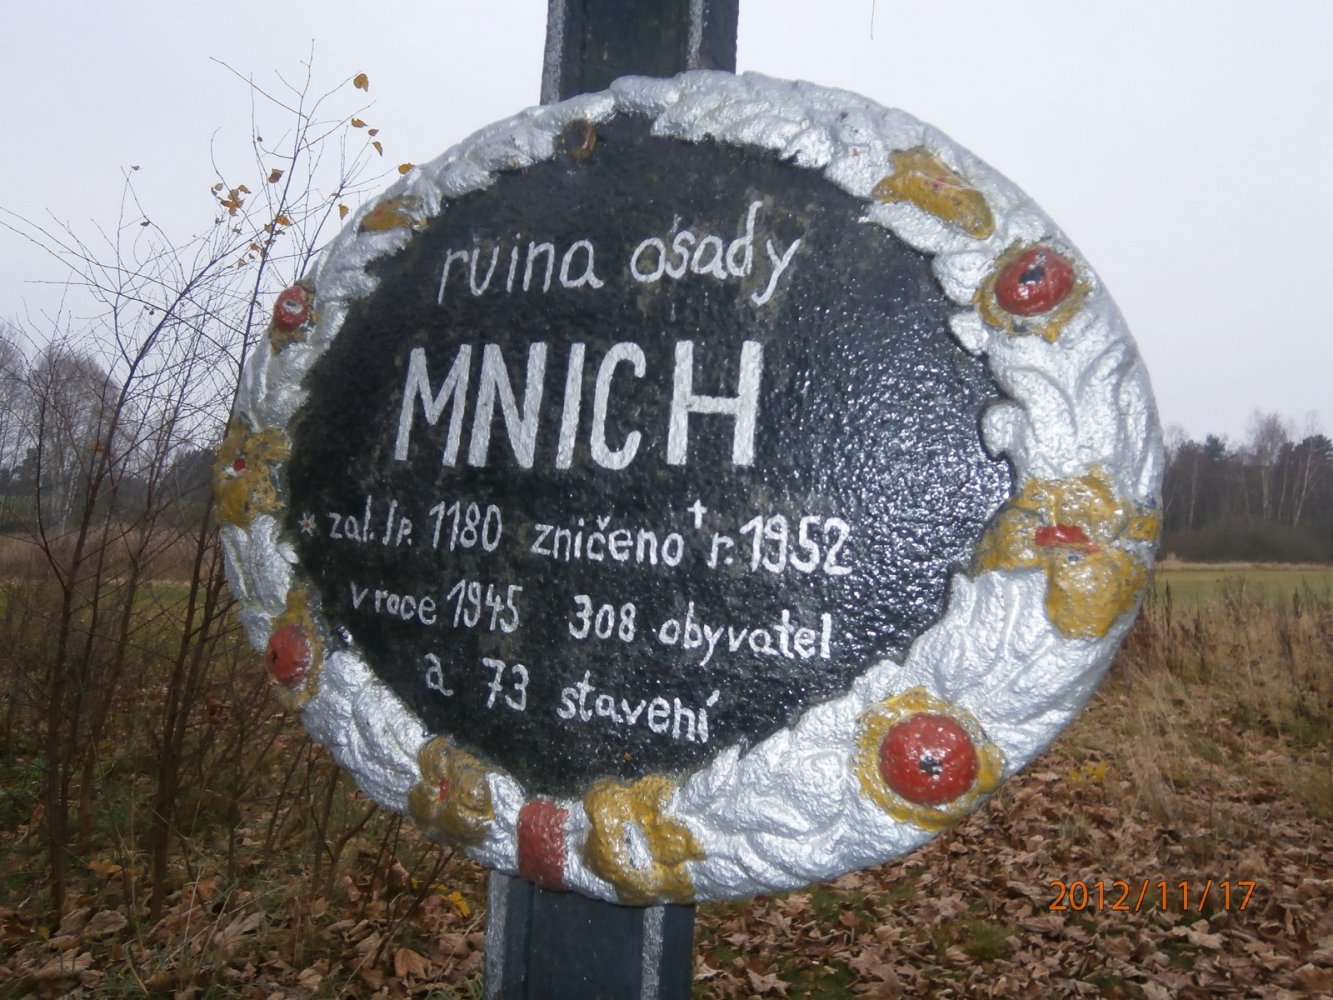 ruina osady
MNICH
* zal. r. 1180 zničeno † r. 1952
v roce 1945 308 obyvatel
a 73 stavení
2012/11/17